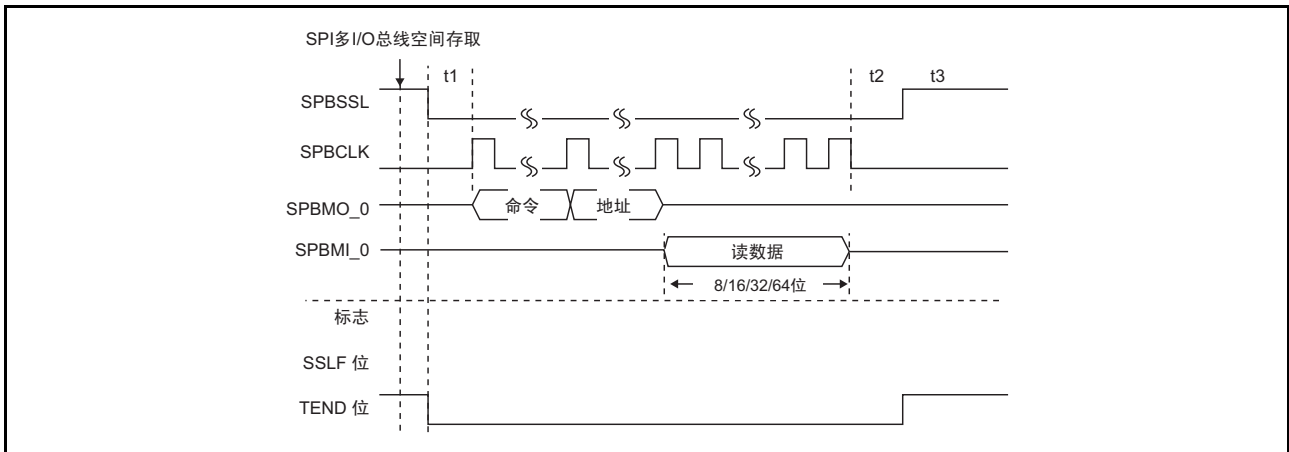 SPI多I/O总线空间存取
t1 t2 t3
SPBSSL
SPBCLK
SPBMO_0 命令 地址
SPBMI_0 读数据
8/16/32/64位
标志
SSLF 位
TEND 位